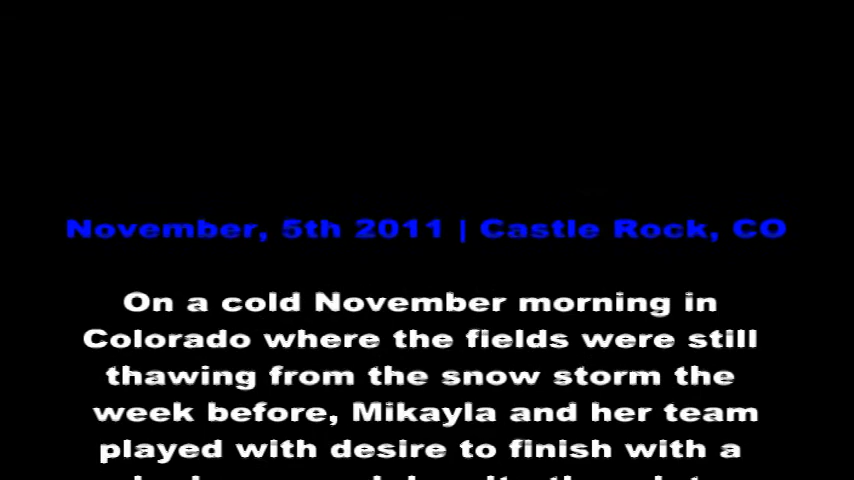 November, 5th 2011 | Castle Rock, CO
On a cold November morning in
Colorado where the fields were still
thawing from the snow storm the
week before, Mikayla and her team
played with desire to finish with a